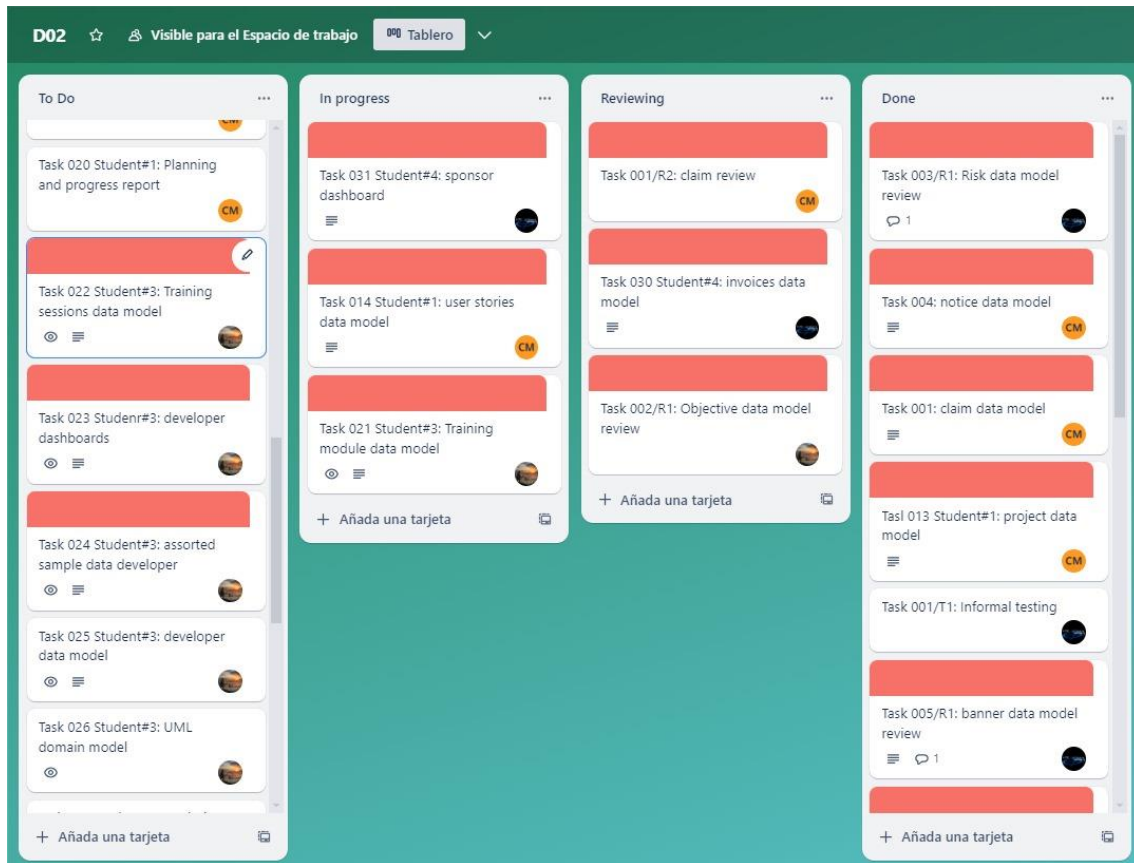 D02
Visible para el Espacio de trabajo
Tablero
To Do
CM
Task 020 Student#1: Planning
and progress report
CM
Task 022 Student#3: Training
sessions data model
Task 023 Studenr#3: developer
dashboards
Task 024 Student#3: assorted
sample data developer
Task 025 Student#3: developer
data model
Task 026 Student#3: UML
domain model
+ Añada una tarjeta
In progress
Task 031 Student#4: sponsor
dashboard
Task 014 Student#1: user stories
data model
CM
Task 021 Student#3: Training
module data model
+ Añada una tarjeta
Reviewing
Task 001/R2: claim review
CM
Task 030 Student#4: invoices data
model
Task 002/R1: Objective data model
review
+ Añada una tarjeta
Done
Task 003/R1: Risk data model
review
1
Task 004: notice data model
CM
Task 001: claim data model
CM
Tasl 013 Student#1: project data
model
CM
Task 001/T1: Informal testing
Task 005/R1: banner data model
review
1
+ Añada una tarjeta